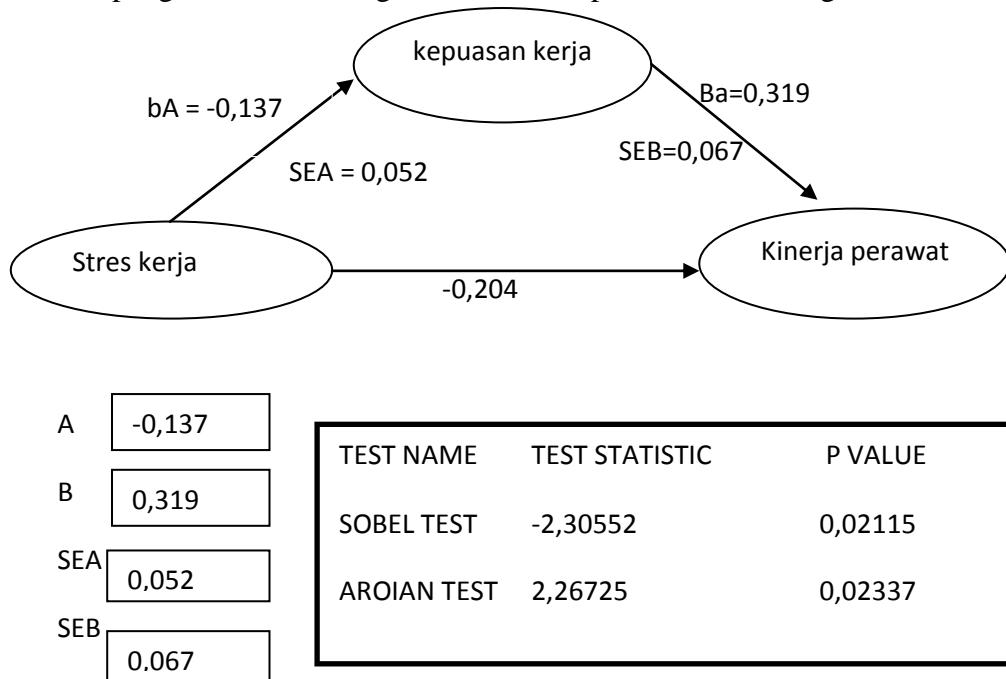 kepuasan kerja
bA = -0,137
Ba=0,319
SEB=0,067
SEA = 0,052
Stres kerja
Kinerja perawat
-0,204
A -0,137
B 0,319
SEA 0,052
SEB 0,067
TEST NAME TEST STATISTIC P VALUE
SOBEL TEST -2,30552 0,02115
AROIAN TEST 2,26725 0,02337